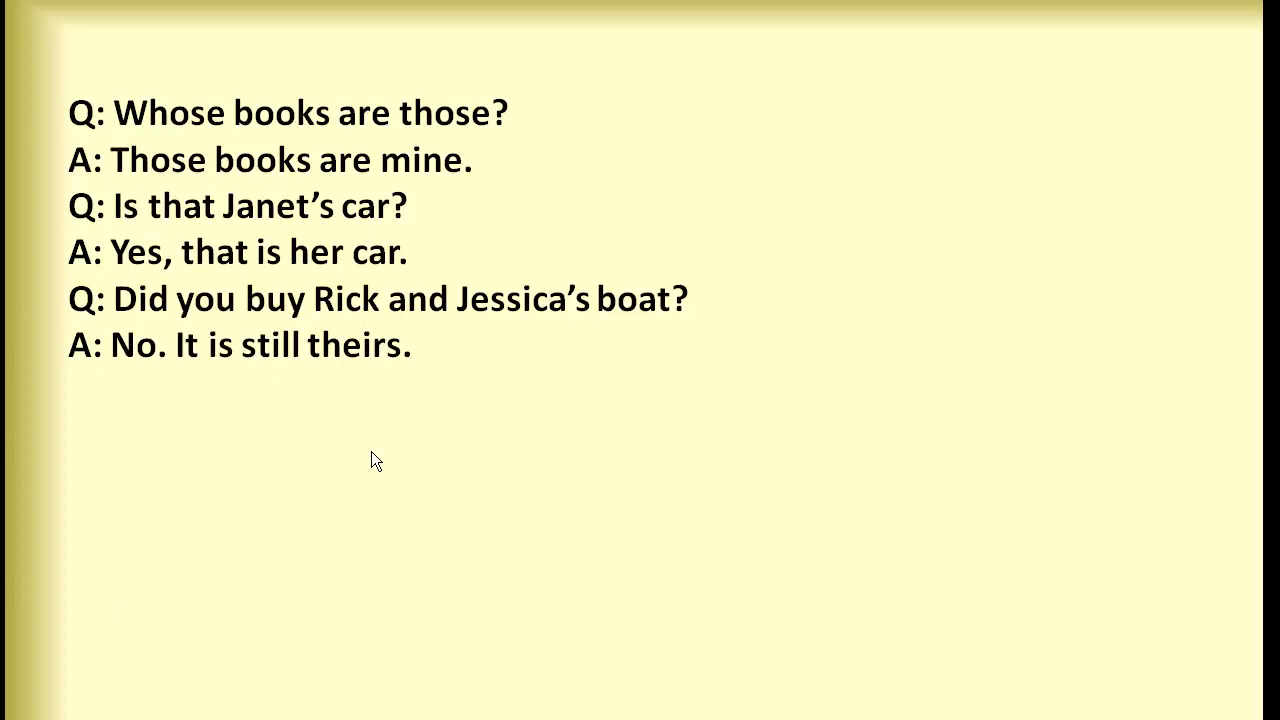 Q: Whose books are those?
A: Those books are mine.
Q: Is that Janet’s car?
A: Yes, that is her car.
Q: Did you buy Rick and Jessica’s boat?
A: No. It is still theirs.